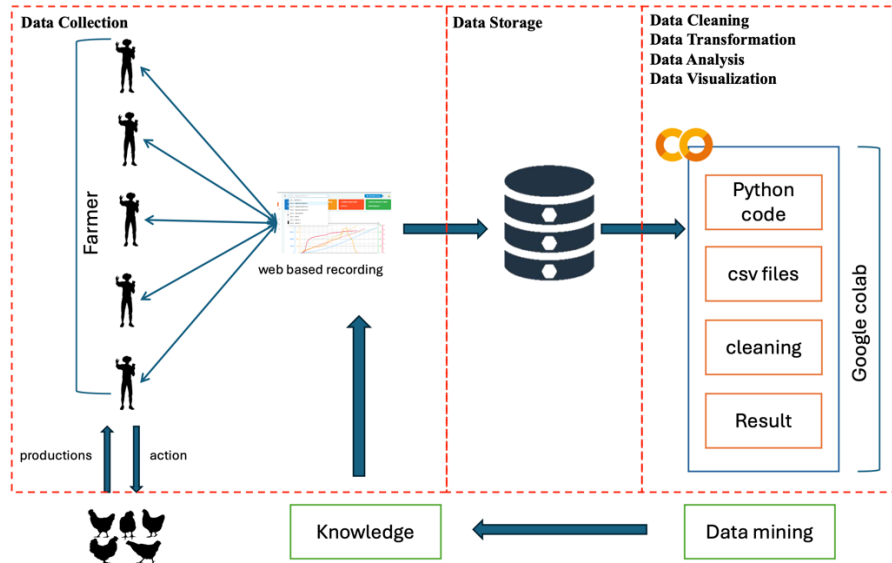 Data Collection
Data Storage
Data Cleaning
Data Transformation
Data Analysis
Data Visualization
Farmer
web based recording
Python
code
csv files
cleaning
Result
Google colab
productions
action
Knowledge
Data mining